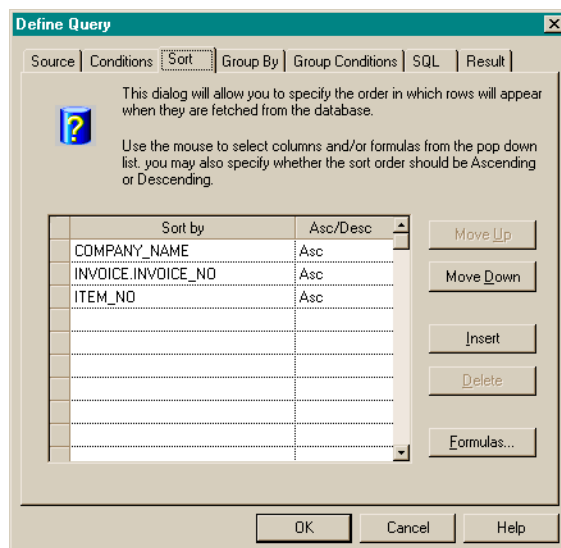 Define Query
Source Conditions Sort Group By Group Conditions SQL Result
This dialog will allow you to specify the order in which rows will appear
when they are fetched from the database.
Use the mouse to select columns and/or formulas from the pop down
list. you may also specify whether the sort order should be Ascending
or Descending.
Sort by Asc/Desc
COMPANY_NAME Asc
INVOICE.INVOICE_NO Asc
ITEM_NO Asc
Move Up
Move Down
Insert
Delete
Formulas...
OK Cancel Help